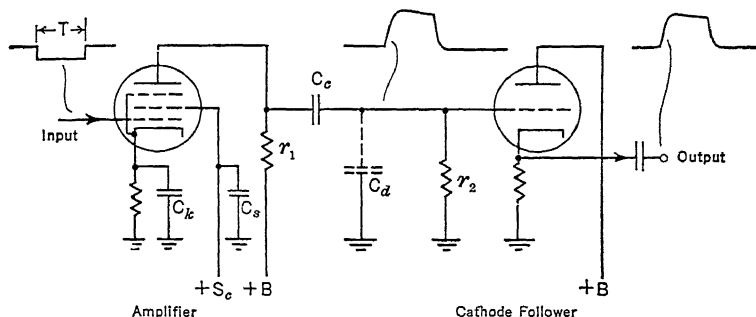 T
Input
C_k
C_s
r_1
C_c
C_d
r_2
Output
+S_c
+B
+B
Amplifier
Cathode Follower